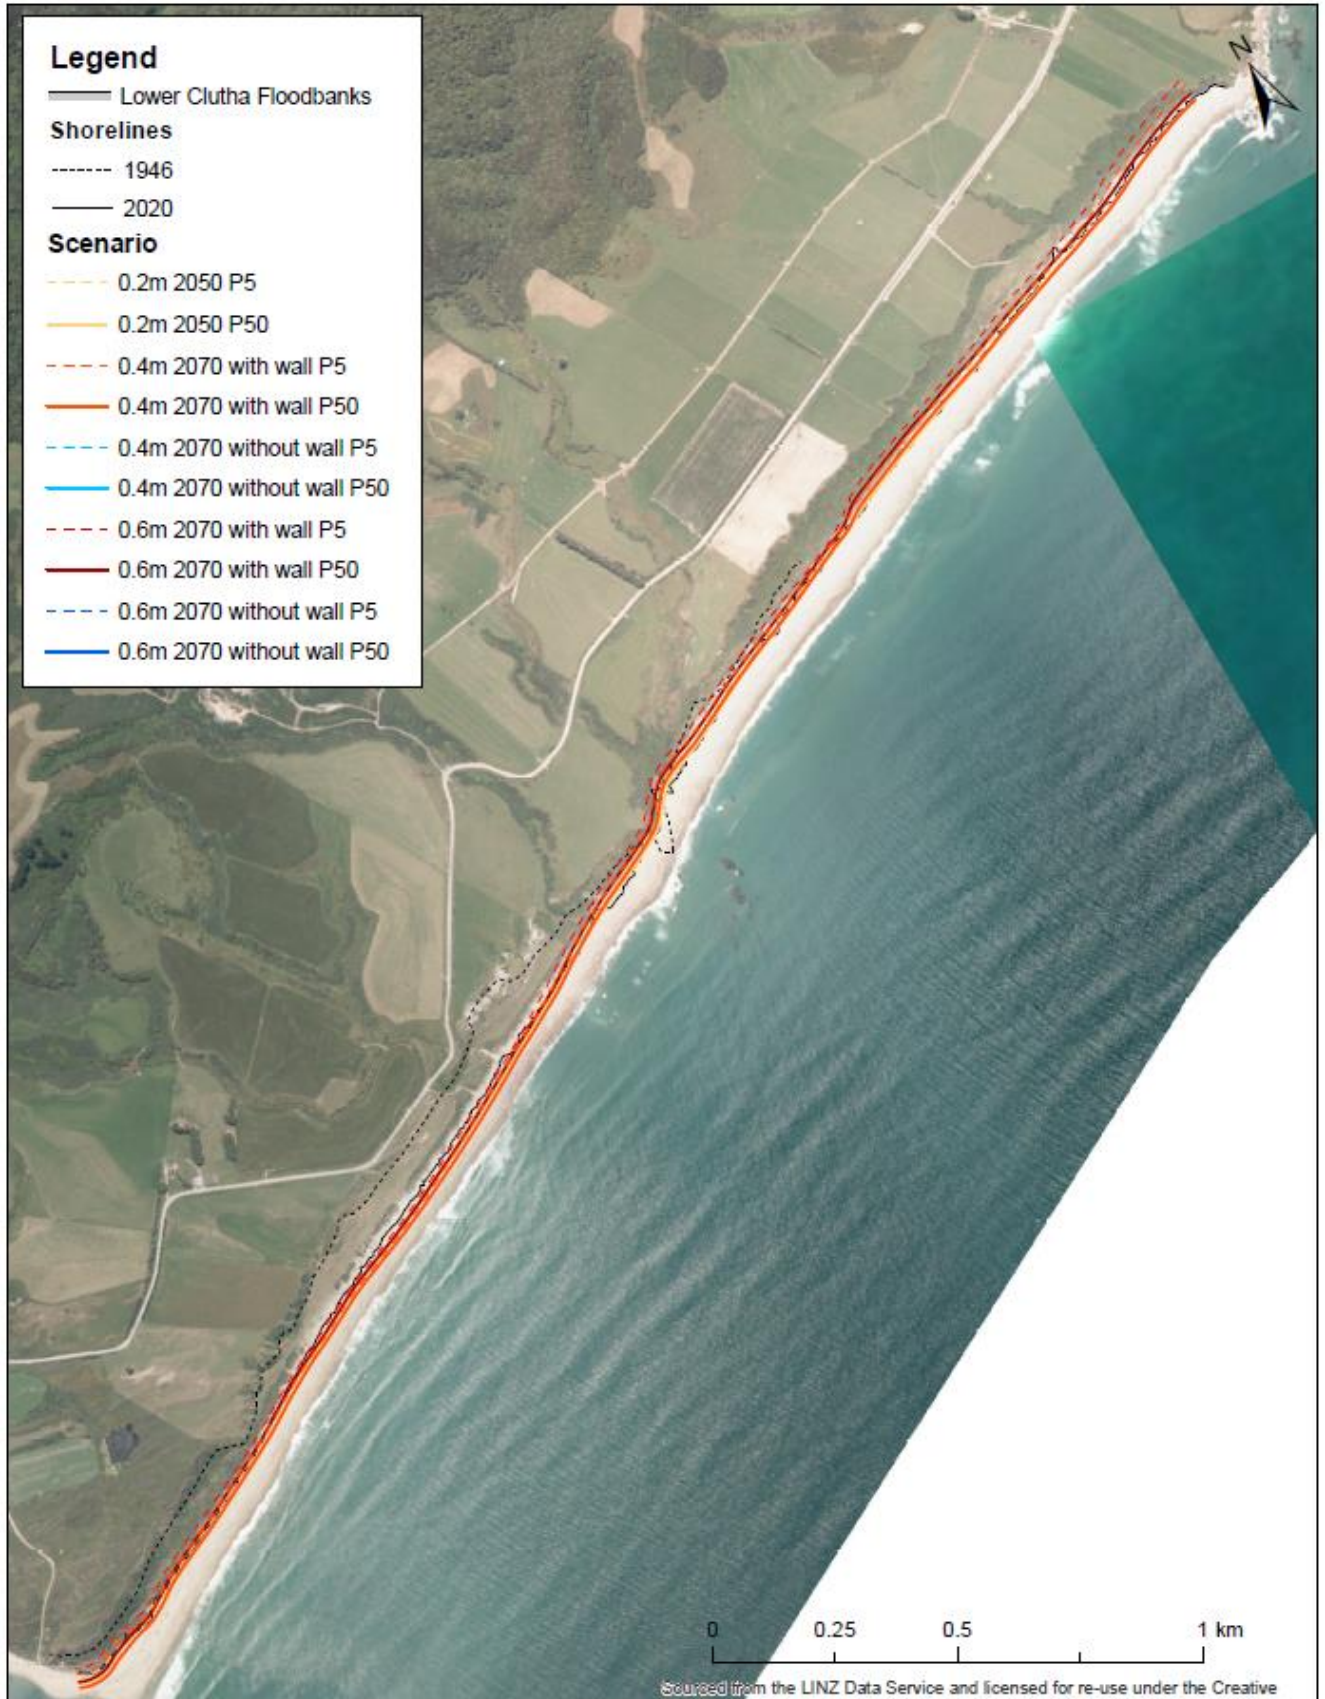 Legend
Lower Clutha Floodbanks
Shorelines
1946
2020
Scenario
0.2m 2050 P5
0.2m 2050 P50
0.4m 2070 with wall P5
0.4m 2070 with wall P50
0.4m 2070 without wall P5
0.4m 2070 without wall P50
0.6m 2070 with wall P5
0.6m 2070 with wall P50
0.6m 2070 without wall P5
0.6m 2070 without wall P50
N
0 0.25 0.5 1 km
Sourced from the LINZ Data Service and licensed for re-use under the Creative